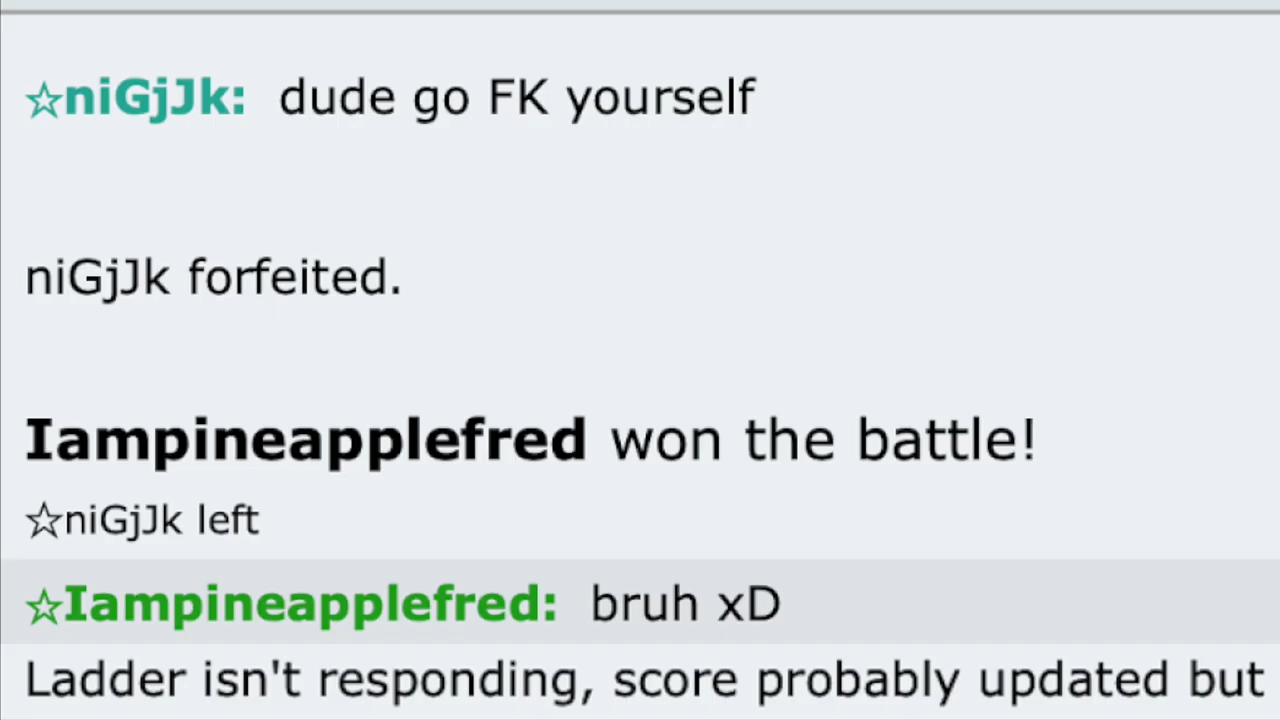 ☆niGjJk: dude go FK yourself
niGjJk forfeited.
Iampineapplefred won the battle!
☆niGjJk left
☆Iampineapplefred: bruh xD
Ladder isn't responding, score probably updated but